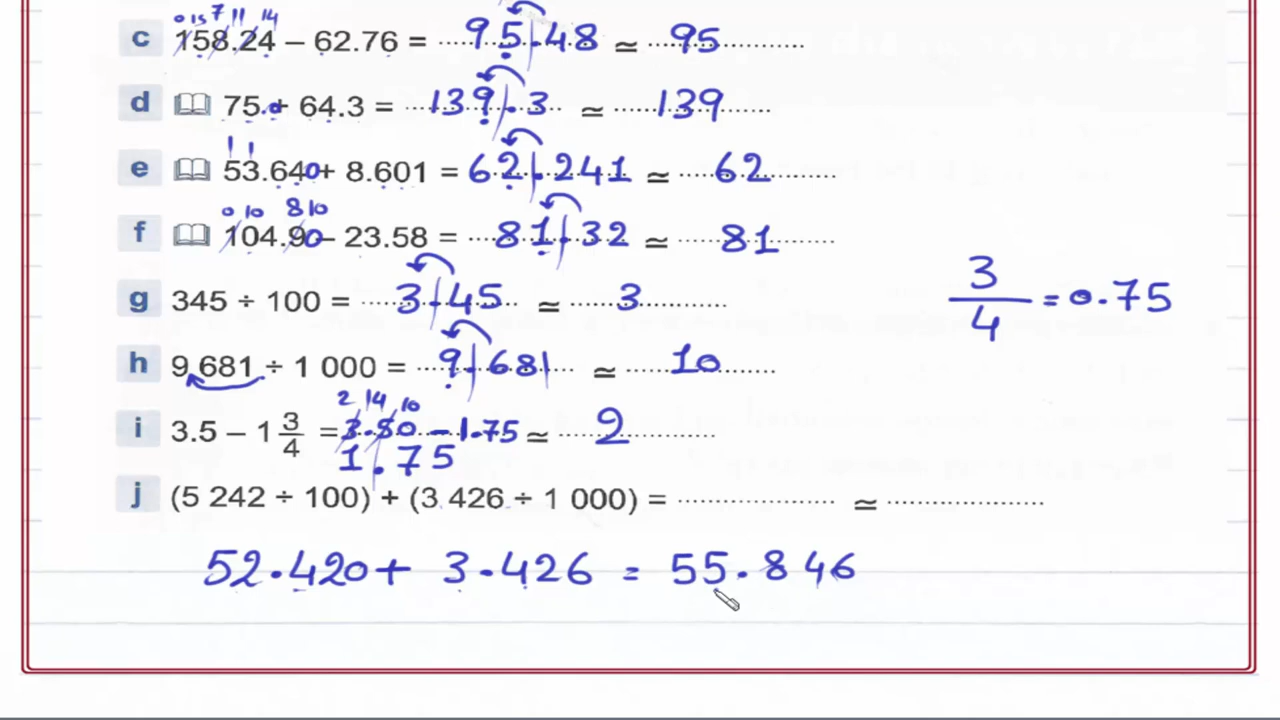 c 158.24 – 62.76 = 95.48 ≃ 95
d 75.0 + 64.3 = 139.3 ≃ 139
e 53.640 + 8.601 = 62.241 ≃ 62
f 104.90 – 23.58 = 81.32 ≃ 81
g 345 ÷ 100 = 3.45 ≃ 3
3/4 = 0.75
h 9 681 ÷ 1 000 = 9.681 ≃ 10
i 3.5 – 1 3/4 = 3.50 – 1.75 ≃ 2
1.75
j (5 242 ÷ 100) + (3 426 ÷ 1 000) = .................... ≃ ....................
52.420 + 3.426 = 55.846